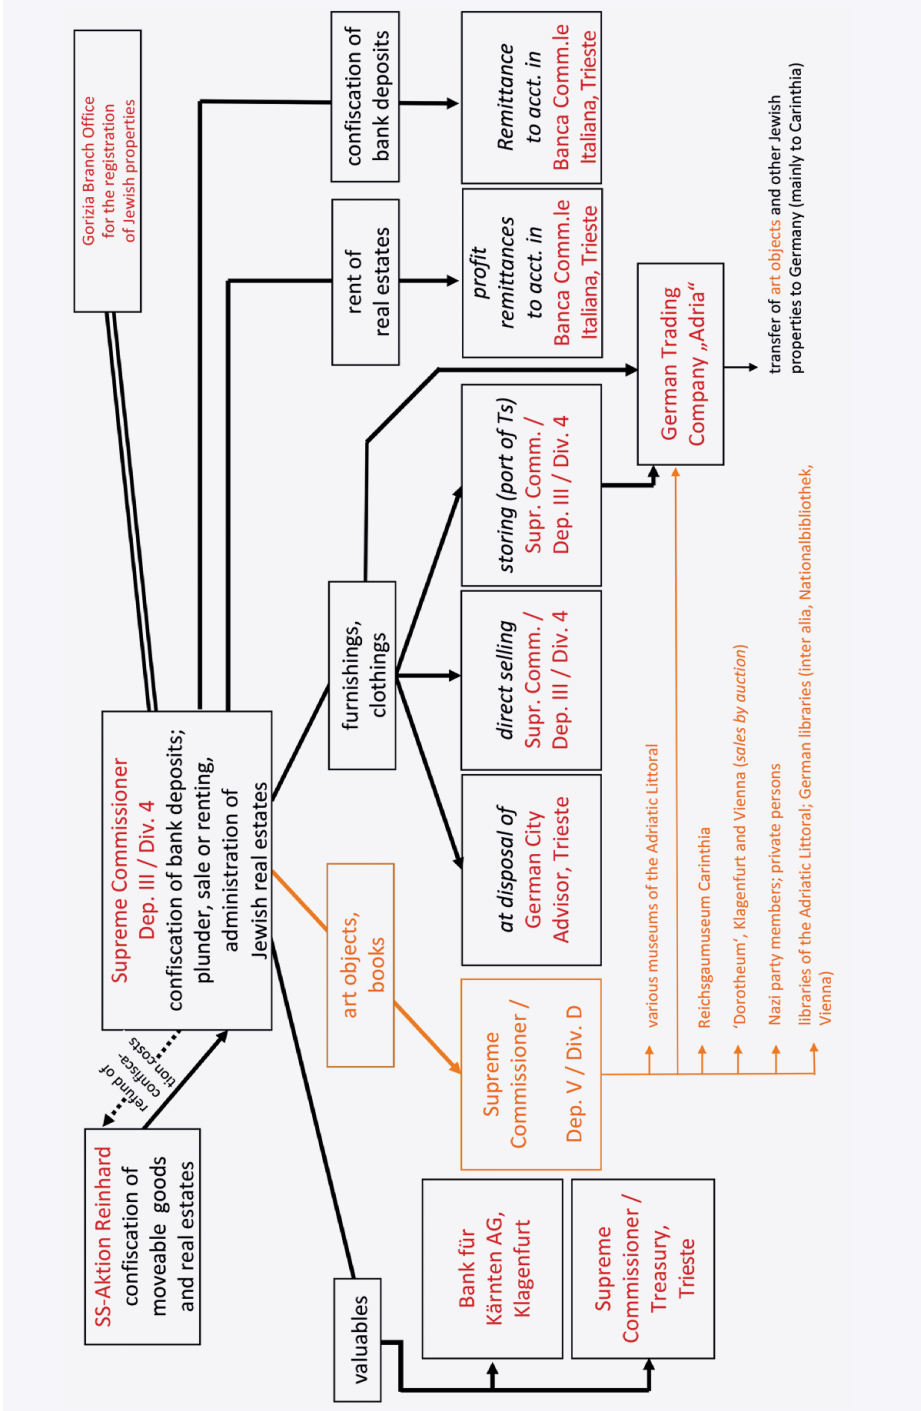 SS-Aktion Reinhard
confiscation of
moveable goods
and real estates
refund of
confisca-
tion costs
Supreme Commissioner
Dep. III / Div. 4
confiscation of bank deposits;
plunder, sale or renting,
administration of
Jewish real estates
Gorizia Branch Office
for the registration
of Jewish properties
valuables
art objects,
books
furnishings,
clothings
rent of
real estates
confiscation of
bank deposits
Bank für
Kärnten AG,
Klagenfurt
Supreme
Commissioner /
Treasury,
Trieste
Supreme
Commissioner /
Dep. V / Div. D
at disposal of
German City
Advisor, Trieste
direct selling
Supr. Comm. /
Dep. III / Div. 4
storing (port of Ts)
Supr. Comm. /
Dep. III / Div. 4
profit
remittances
to acct. in
Banca Comm.le
Italiana, Trieste
Remittance
to acct. in
Banca Comm.le
Italiana, Trieste
German Trading
Company „Adria“
various museums of the Adriatic Littoral
Reichsgaumuseum Carinthia
‘Dorotheum‘, Klagenfurt and Vienna (sales by auction)
Nazi party members; private persons
libraries of the Adriatic Littoral; German libraries (inter alia, Nationalbibliothek,
Vienna)
transfer of art objects and other Jewish
properties to Germany (mainly to Carinthia)